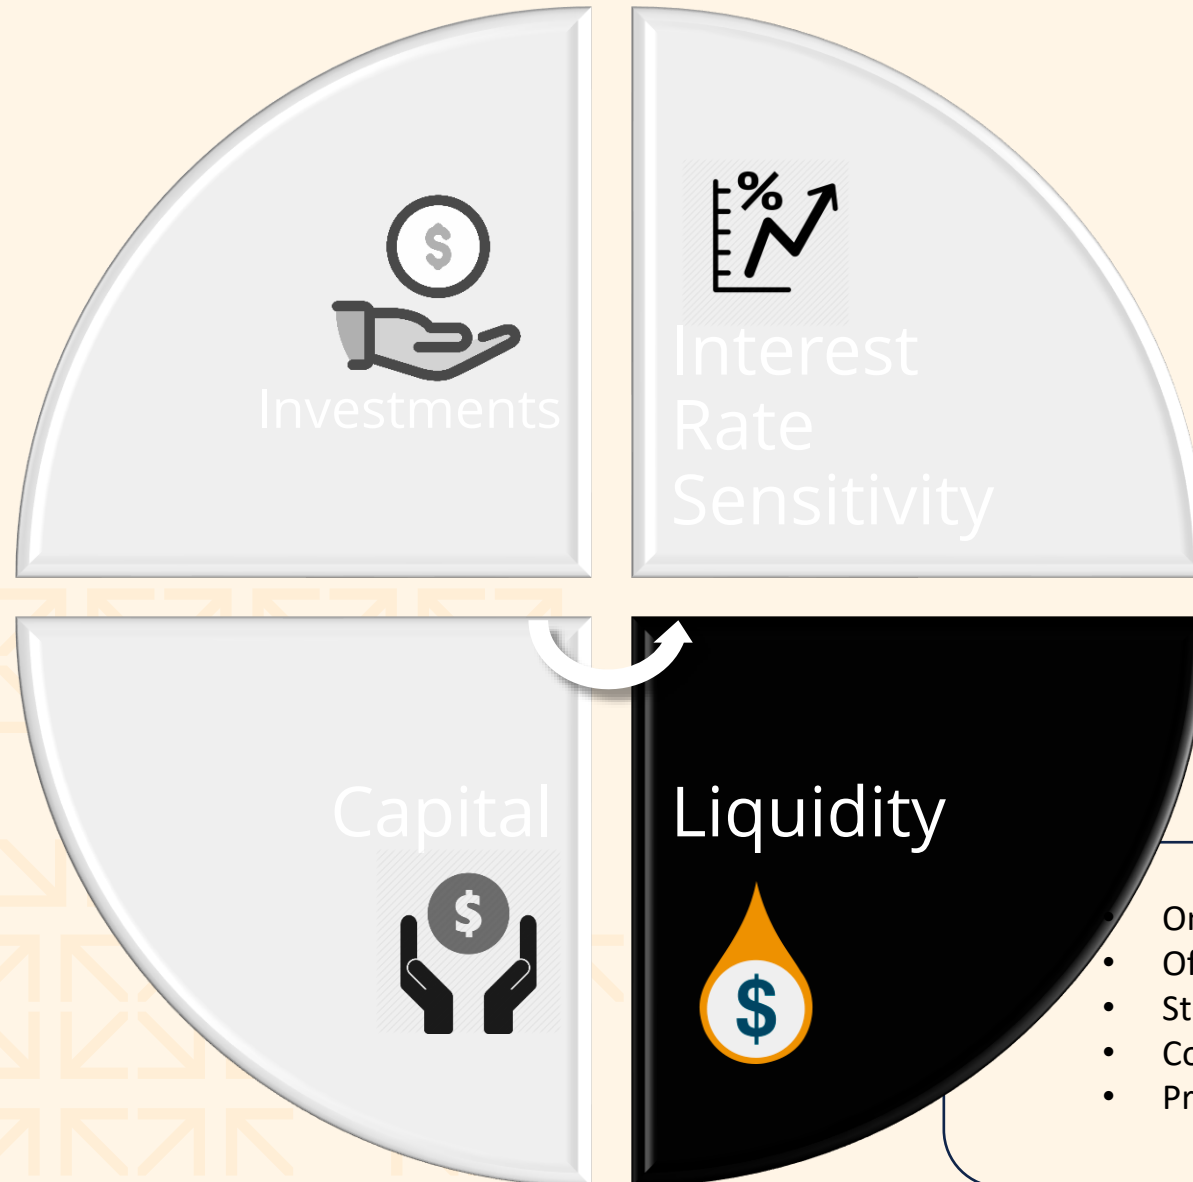 $
%
Investments
Interest
Rate
Sensitivity
Capital
Liquidity
$
$